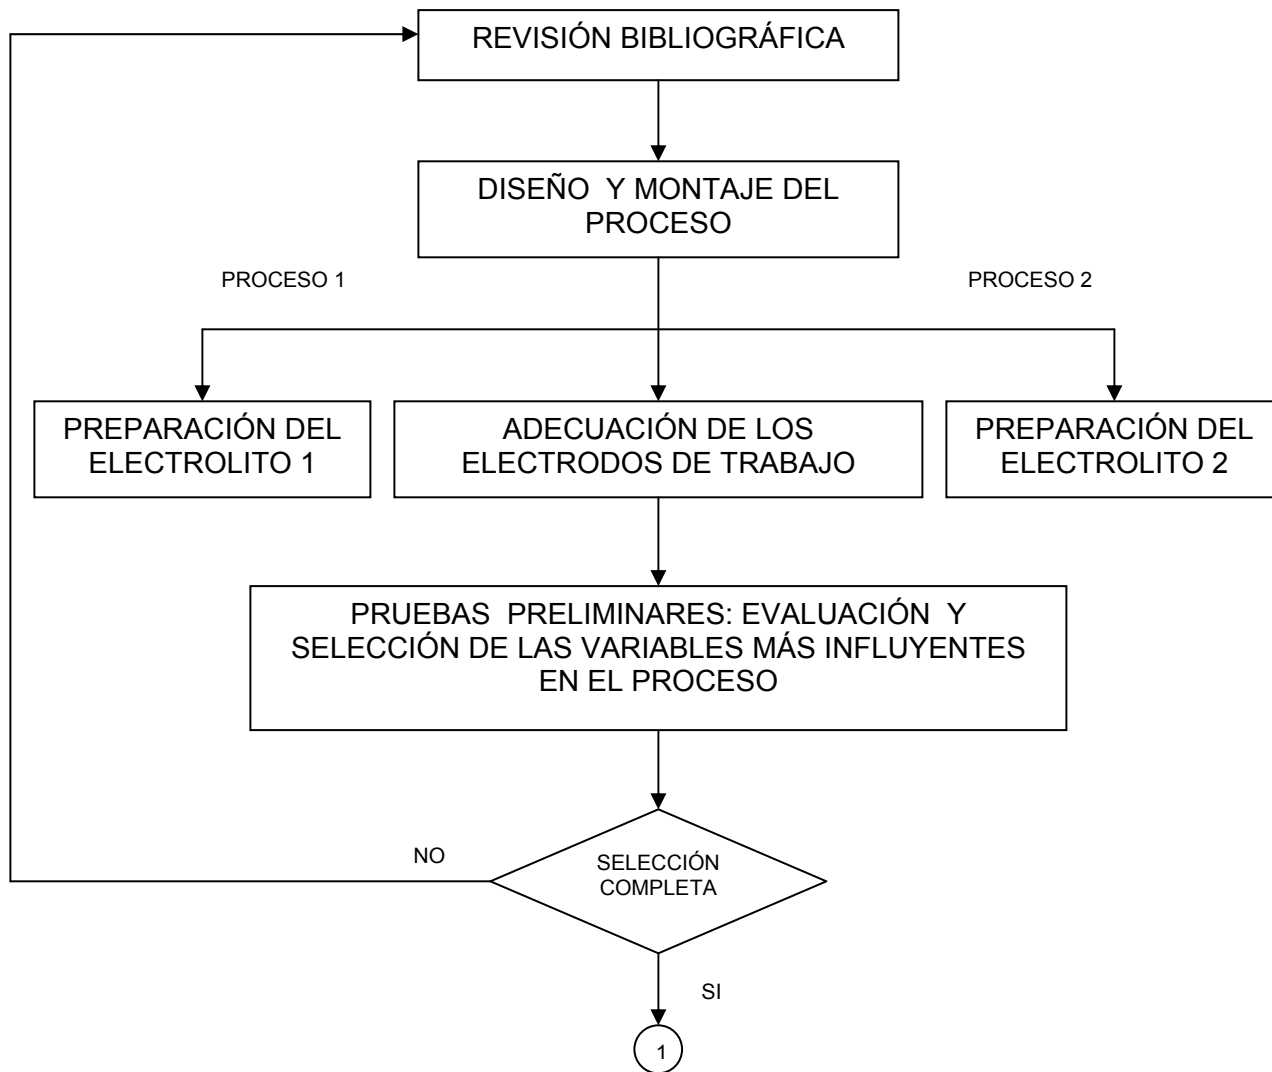 REVISIÓN BIBLIOGRÁFICA
DISEÑO Y MONTAJE DEL
PROCESO
PROCESO 1
PROCESO 2
PREPARACIÓN DEL
ELECTROLITO 1
ADECUACIÓN DE LOS
ELECTRODOS DE TRABAJO
PREPARACIÓN DEL
ELECTROLITO 2
PRUEBAS PRELIMINARES: EVALUACIÓN Y
SELECCIÓN DE LAS VARIABLES MÁS INFLUYENTES
EN EL PROCESO
NO
SELECCIÓN
COMPLETA
SI
1